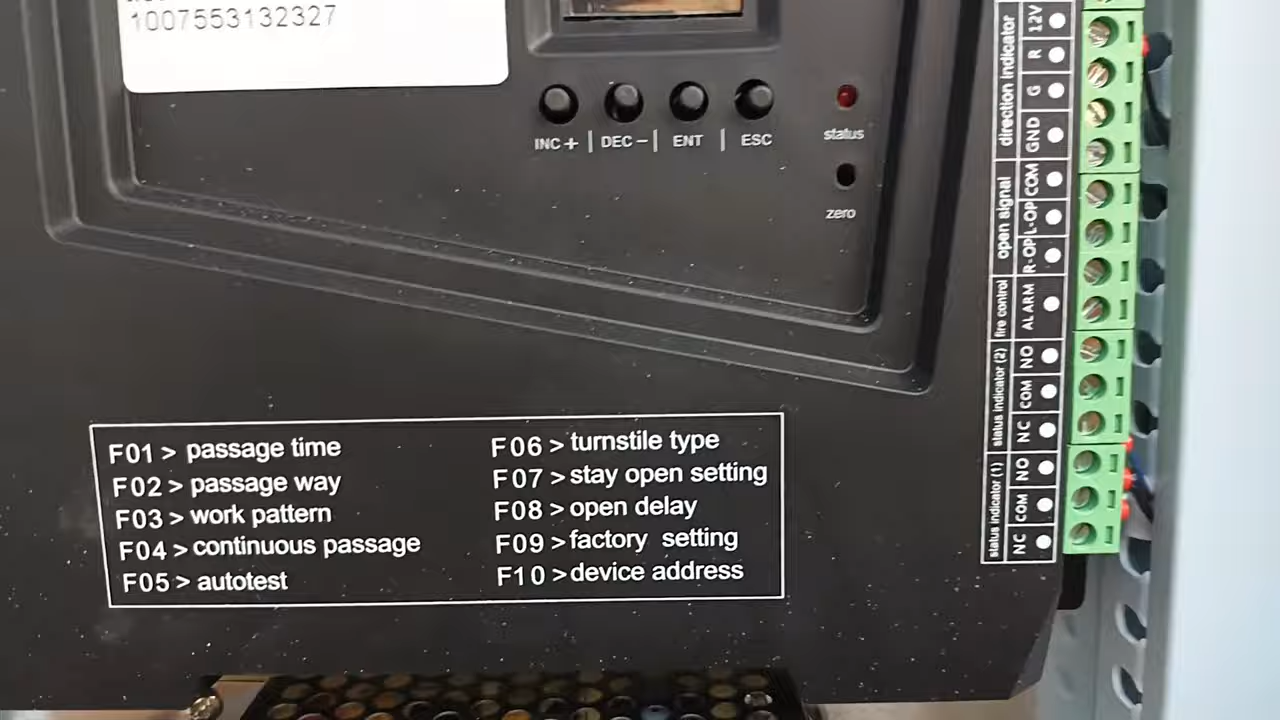 1007553132327
INC + | DEC - | ENT | ESC
status
zero
F01 > passage time
F02 > passage way
F03 > work pattern
F04 > continuous passage
F05 > autotest
F06 > turnstile type
F07 > stay open setting
F08 > open delay
F09 > factory setting
F10 > device address
direction indicator
12V
R
G
GND
open signal
COM
L-OP
R-OP
fire control
ALARM
status indicator (2)
NO
COM
NC
status indicator (1)
NO
COM
NC